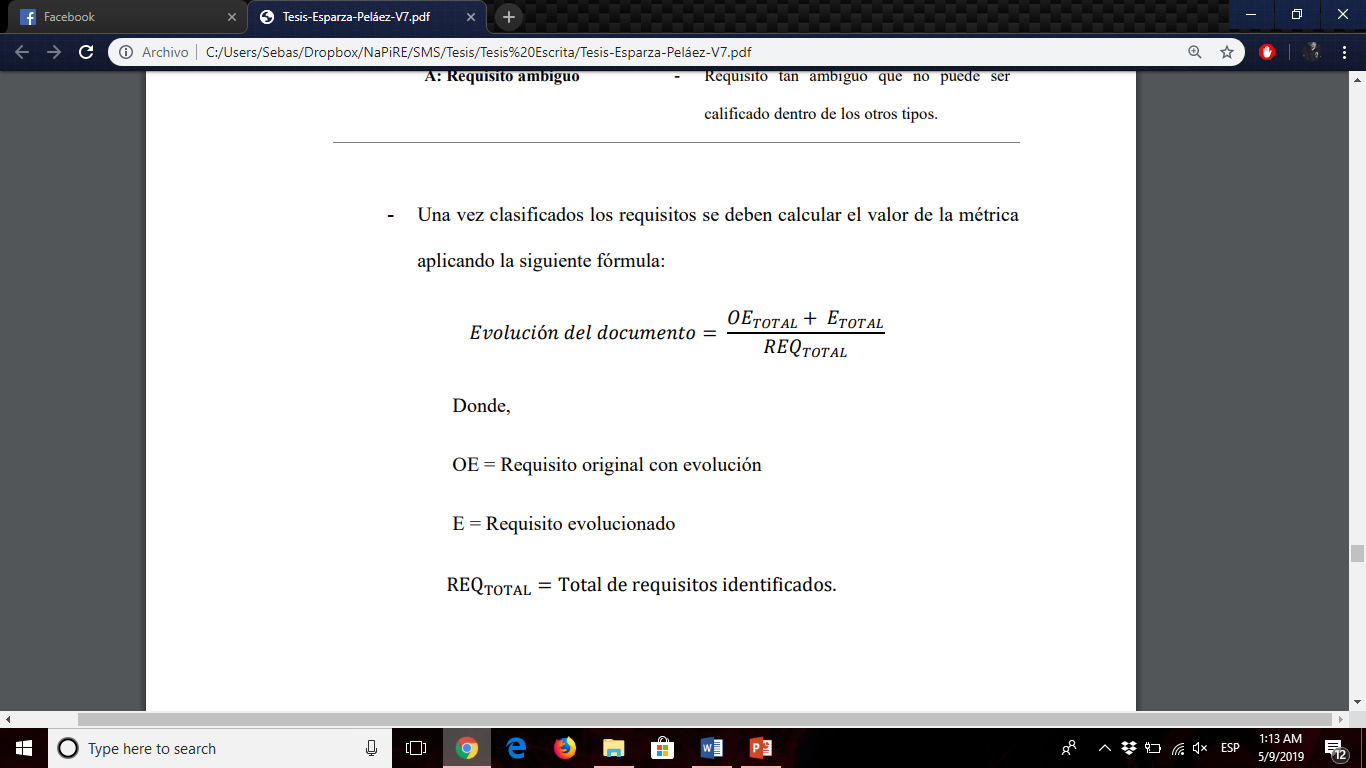 Facebook
Tesis-Esparza-Peláez-V7.pdf
Archivo
C:/Users/Sebas/Dropbox/NaPiRE/SMS/Tesis/Tesis%20Escrita/Tesis-Esparza-Peláez-V7.pdf
A: Requisito ambiguo - Requisito tan ambiguo que no puede ser
calificado dentro de los otros tipos.
- Una vez clasificados los requisitos se deben calcular el valor de la métrica
aplicando la siguiente fórmula:
Evolución del documento = (OE_TOTAL + E_TOTAL) / REQ_TOTAL
Donde,
OE = Requisito original con evolución
E = Requisito evolucionado
REQ_TOTAL = Total de requisitos identificados.
Type here to search
ESP
1:13 AM
5/9/2019
12